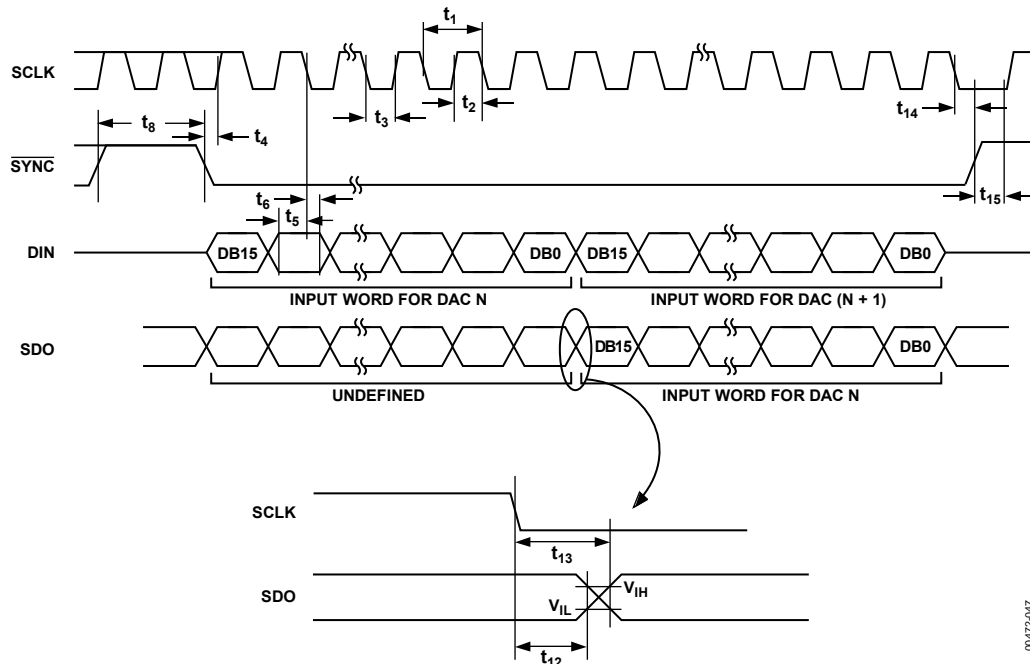 t1
SCLK
t2
t3
t14
t8
t4
SYNC
t15
t6
t5
DIN
DB15
DB0
DB15
DB0
INPUT WORD FOR DAC N
INPUT WORD FOR DAC (N + 1)
SDO
DB15
DB0
UNDEFINED
INPUT WORD FOR DAC N
SCLK
t13
SDO
VIH
VIL
t12
00472-047